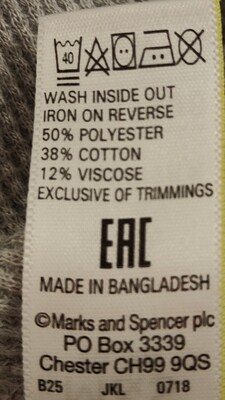 40
WASH INSIDE OUT
IRON ON REVERSE
50% POLYESTER
38% COTTON
12% VISCOSE
EXCLUSIVE OF TRIMMINGS
EAC
MADE IN BANGLADESH
©Marks and Spencer plc
PO Box 3339
Chester CH99 9QS
B25 JKL 0718